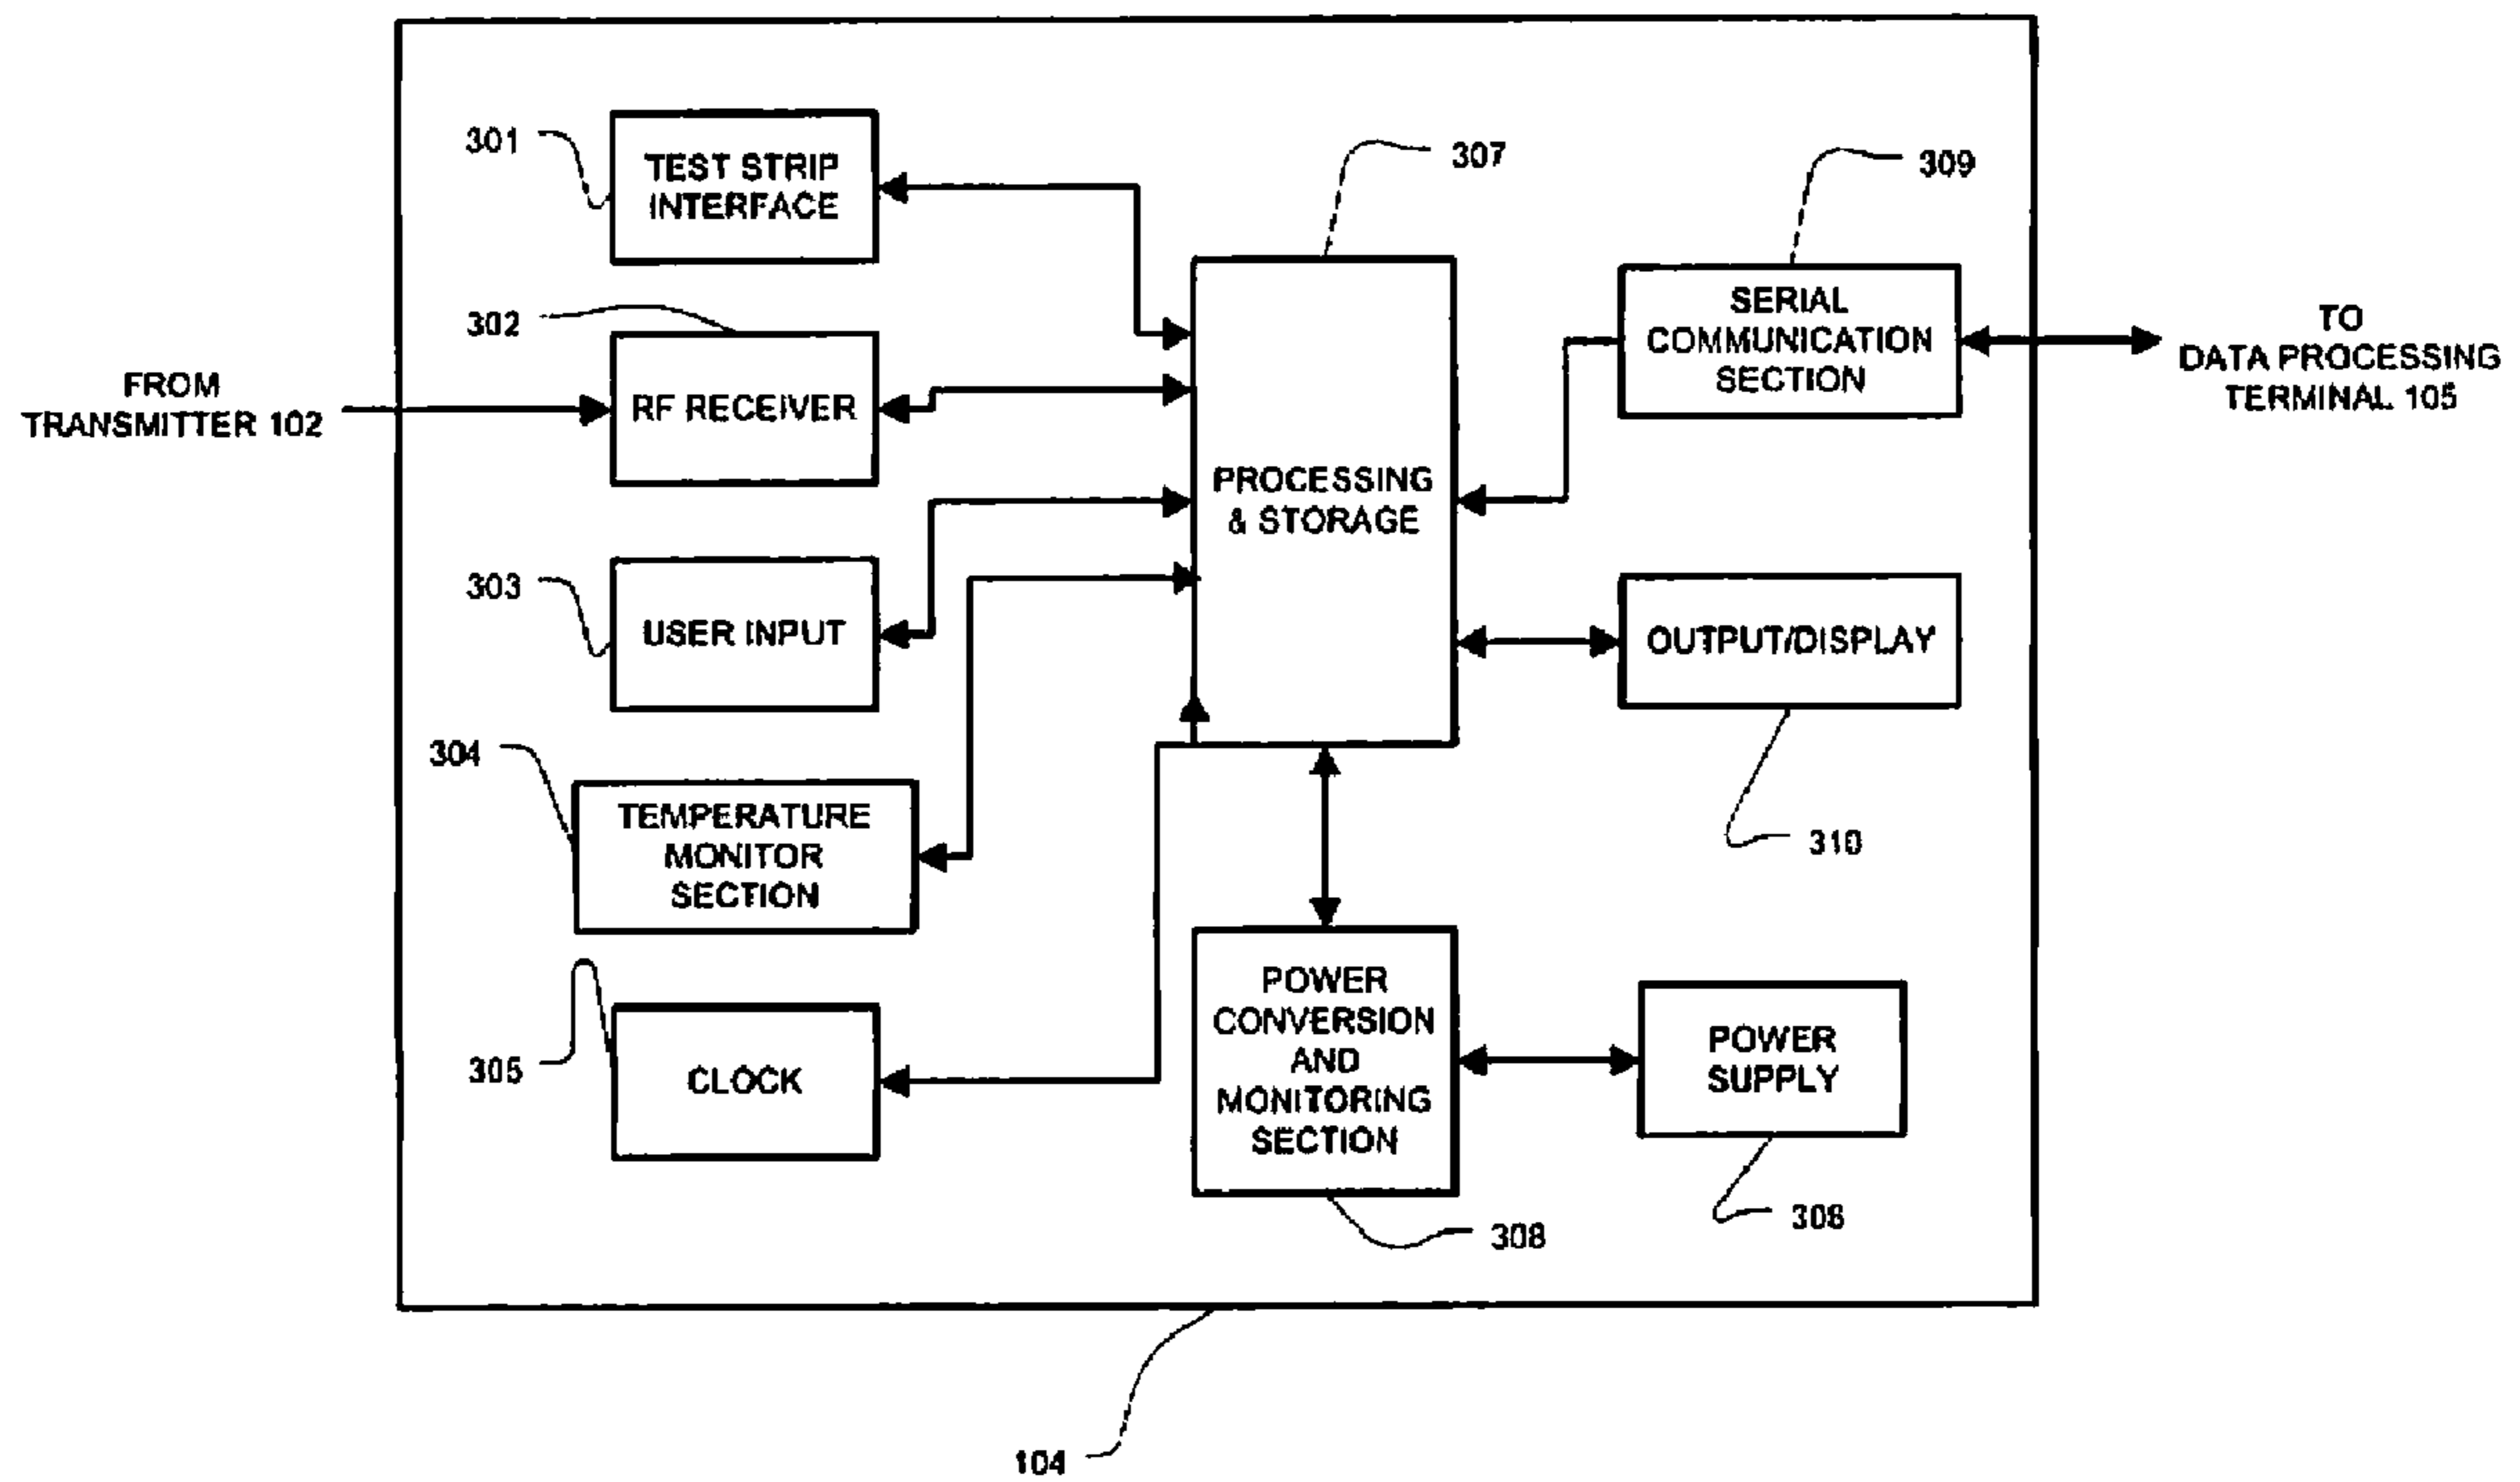 301
TEST STRIP
INTERFACE
307
309
302
RF RECEIVER
FROM
TRANSMITTER 102
SERIAL
COMMUNICATION
SECTION
TO
DATA PROCESSING
TERMINAL 105
PROCESSING
& STORAGE
303
USER INPUT
OUTPUT/DISPLAY
304
TEMPERATURE
MONITOR
SECTION
310
305
CLOCK
POWER
CONVERSION
AND
MONITORING
SECTION
POWER
SUPPLY
306
308
104